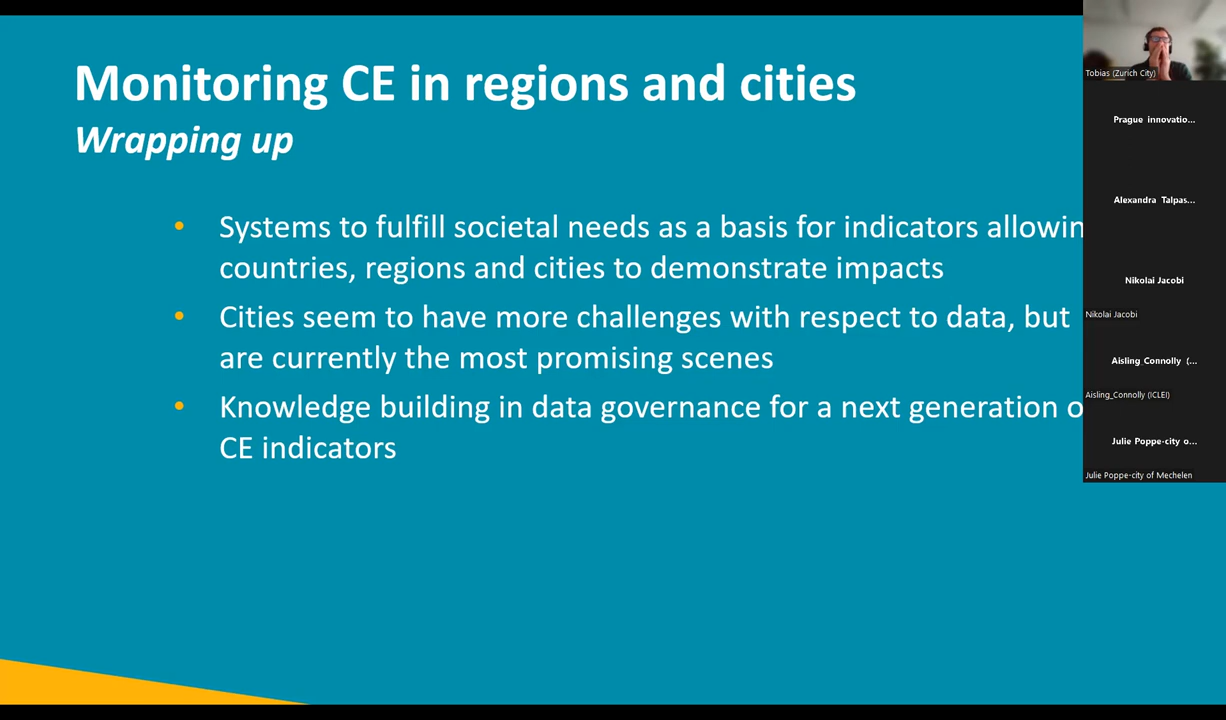 Monitoring CE in regions and cities
Wrapping up
• Systems to fulfill societal needs as a basis for indicators allowin
countries, regions and cities to demonstrate impacts
• Cities seem to have more challenges with respect to data, but
are currently the most promising scenes
• Knowledge building in data governance for a next generation o
CE indicators
Tobias (Zurich City)
Prague innovatio...
Alexandra Talpas...
Nikolai Jacobi
Nikolai Jacobi
Aisling_Connolly (...
Aisling_Connolly (ICLEI)
Julie Poppe-city o...
Julie Poppe-city of Mechelen